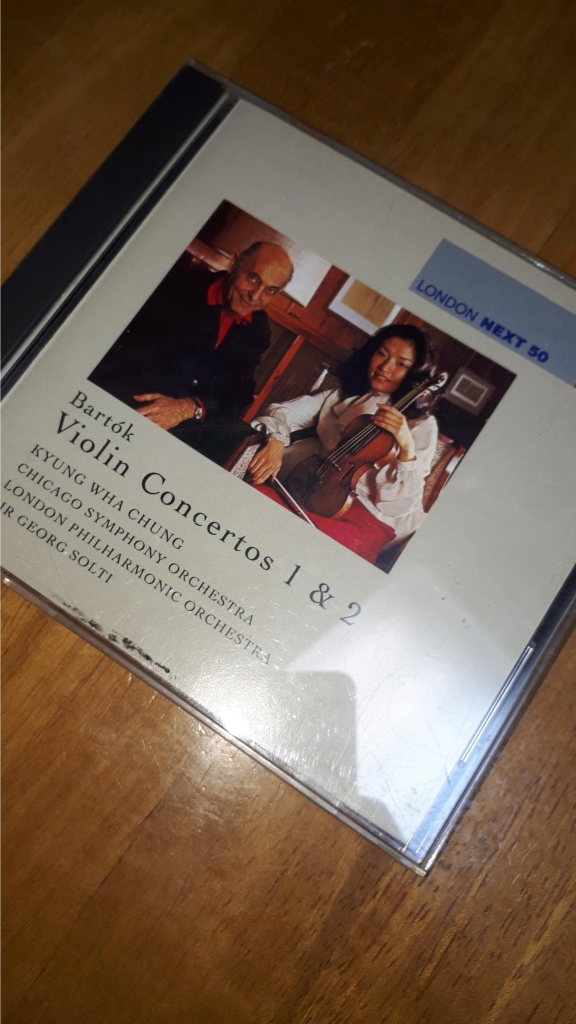 LONDON NEXT 50
Bartók
Violin Concertos 1 & 2
KYUNG WHA CHUNG
CHICAGO SYMPHONY ORCHESTRA
LONDON PHILHARMONIC ORCHESTRA
IR GEORG SOLTI